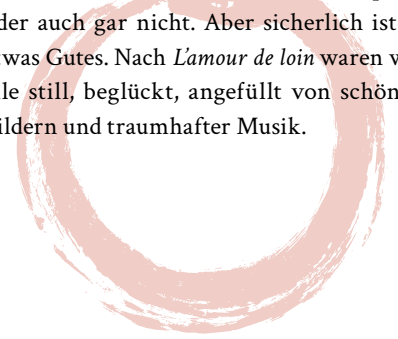 der auch gar nicht. Aber sicherlich ist
twas Gutes. Nach L'amour de loin waren w
le still, beglückt, angefüllt von schön
ildern und traumhafter Musik.